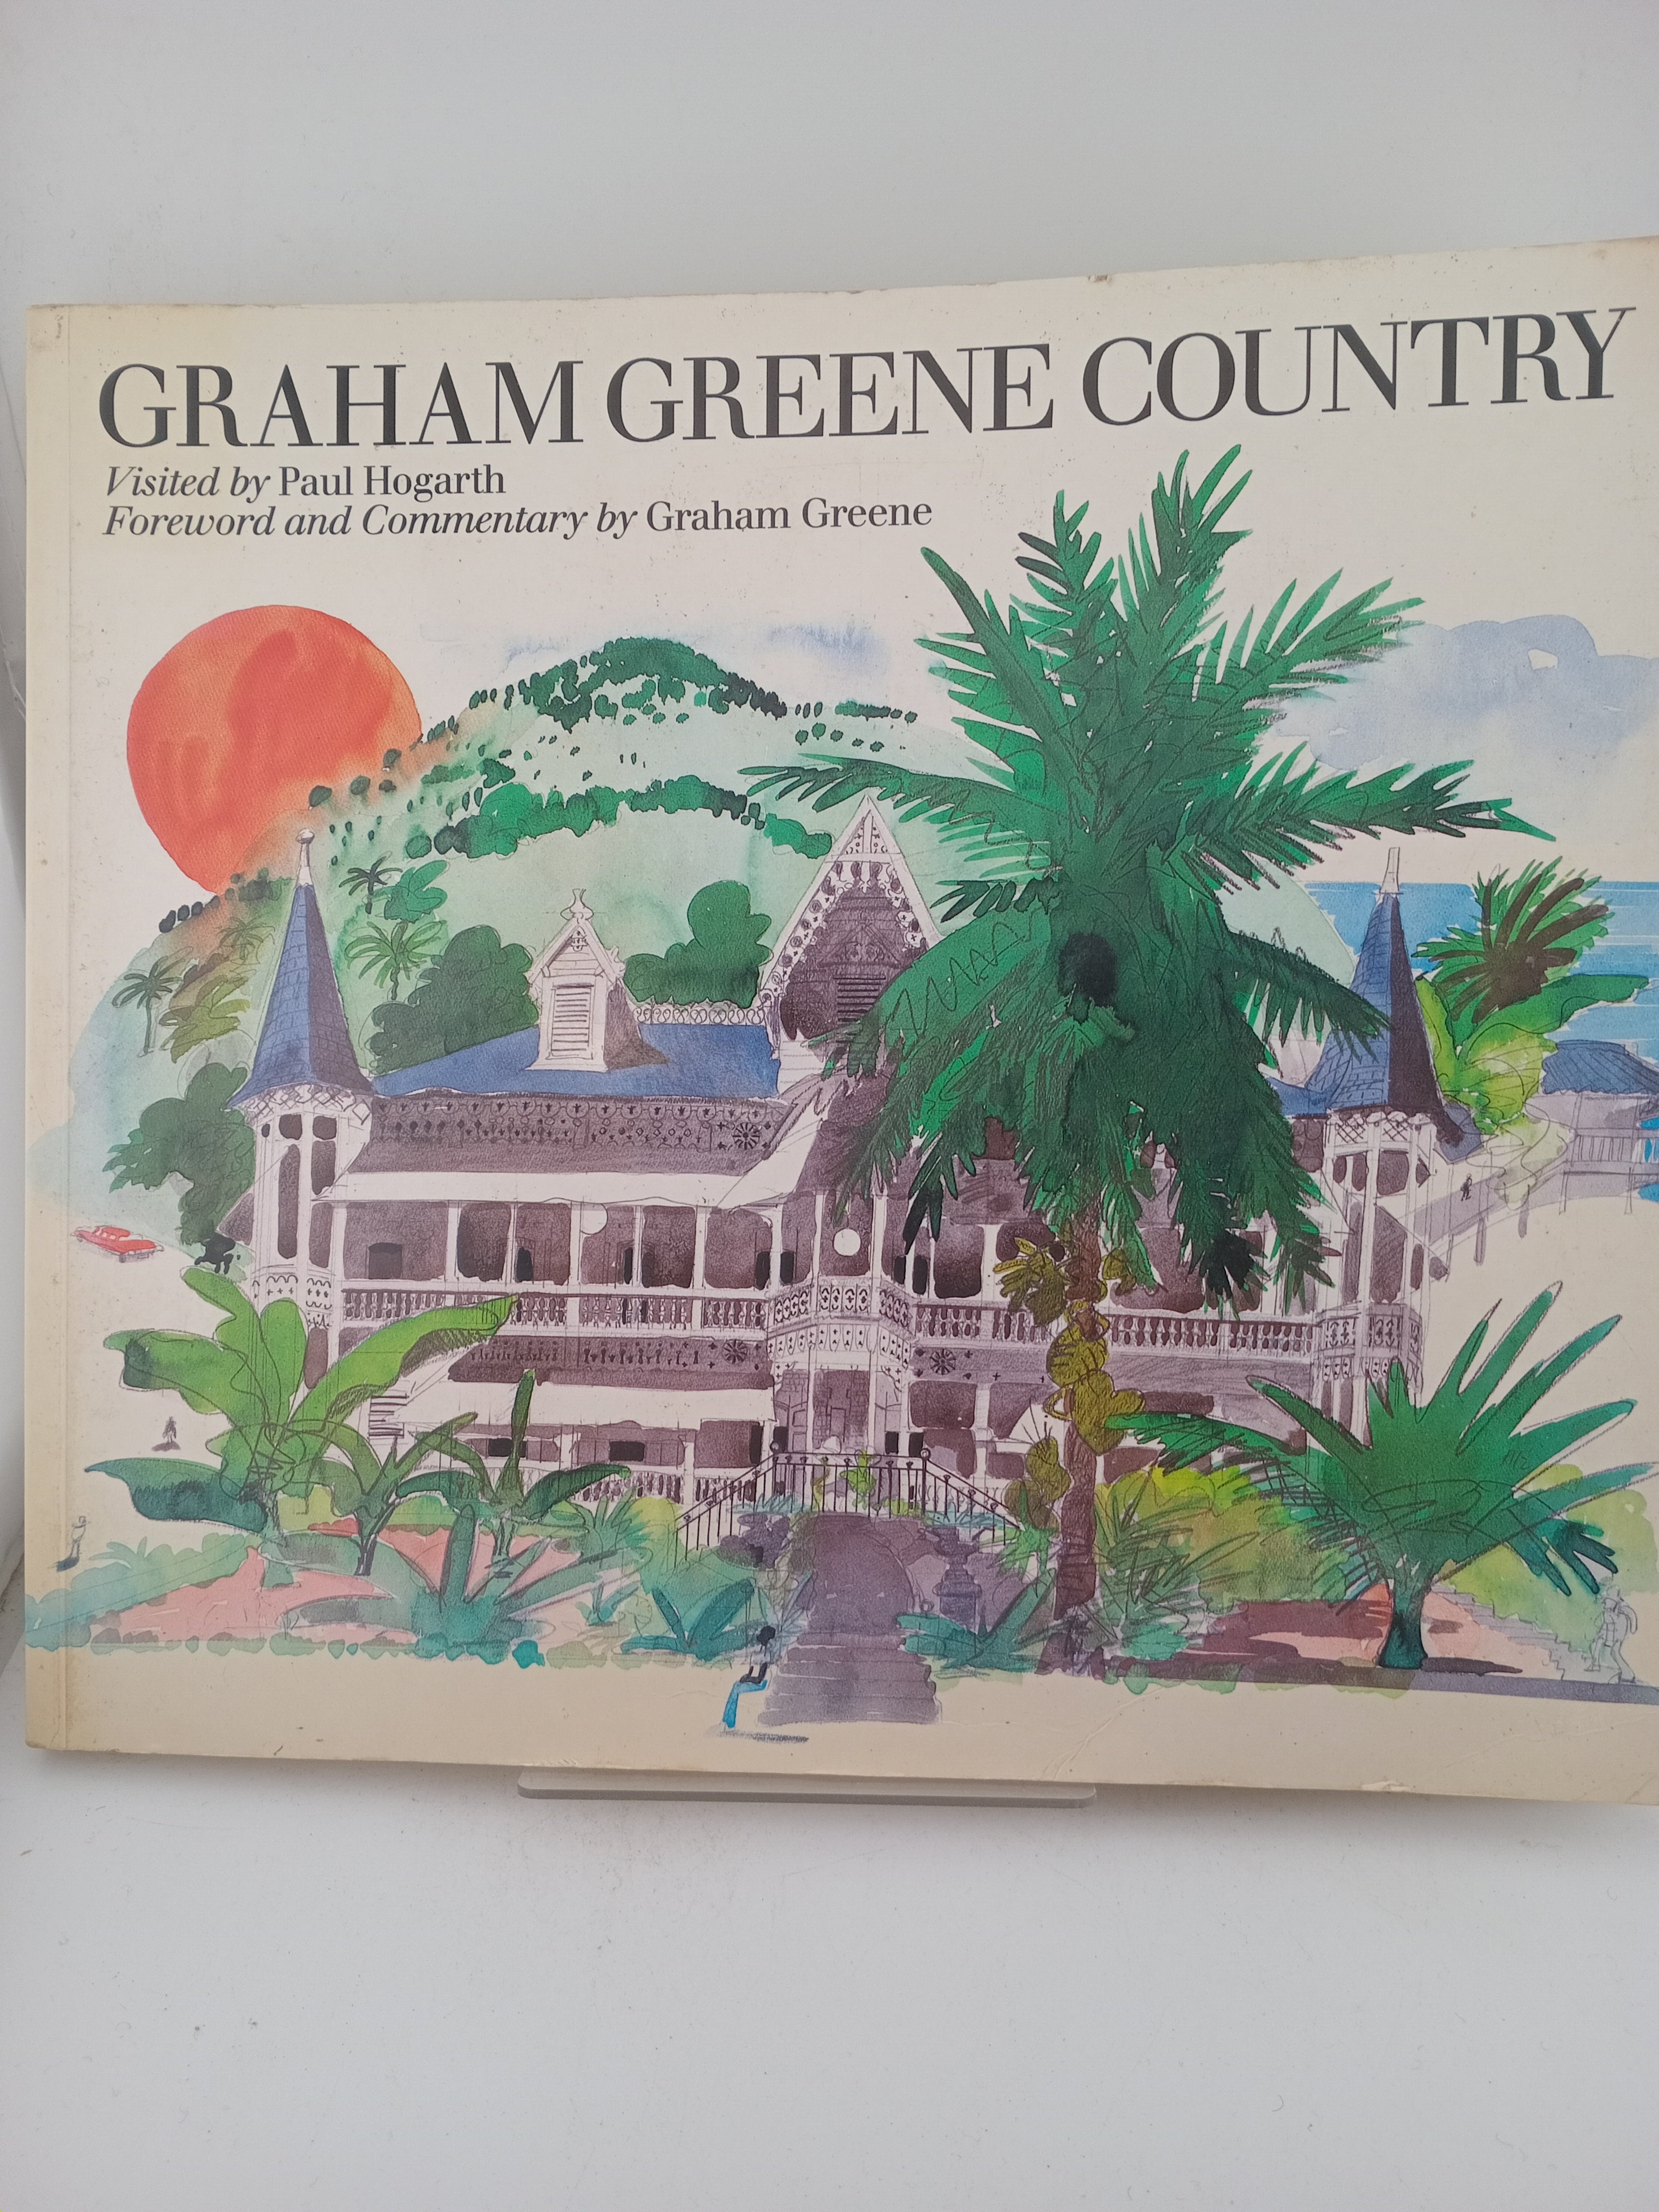 GRAHAM GREENE COUNTRY
Visited by Paul Hogarth
Foreword and Commentary by Graham Greene